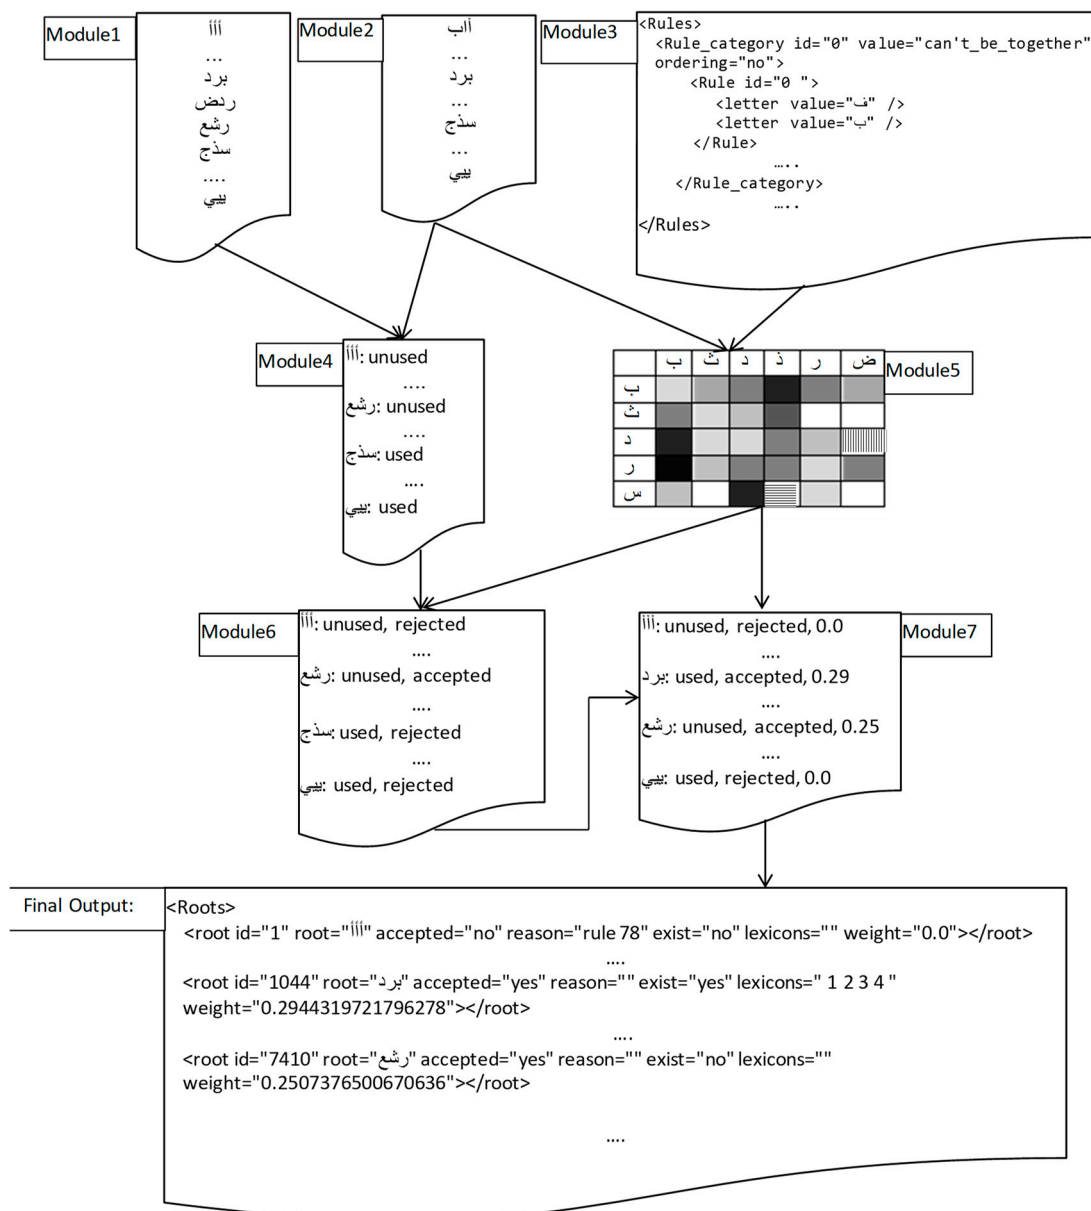 Module1
أأأ
...
برد
ردض
رشع
سذج
....
ييي
Module2
أاب
...
برد
...
سذج
...
ييي
Module3
<Rules>
<Rule_category id="0" value="can't_be_together"
ordering="no">
<Rule id="0 ">
<letter value="ف" />
<letter value="ب" />
</Rule>
…..
</Rule_category>
…..
</Rules>
Module4
أأأ: unused
....
رشع: unused
....
سذج: used
....
ييي: used
Module5
ب ث د ذ ر ض
ب
ث
د
ر
س
Module6
أأأ: unused, rejected
....
رشع: unused, accepted
....
سذج: used, rejected
....
ييي: used, rejected
Module7
أأأ: unused, rejected, 0.0
....
برد: used, accepted, 0.29
....
رشع: unused, accepted, 0.25
....
ييي: used, rejected, 0.0
Final Output:
<Roots>
<root id="1" root="أأأ" accepted="no" reason="rule 78" exist="no" lexicons="" weight="0.0"></root>
....
<root id="1044" root="برد" accepted="yes" reason="" exist="yes" lexicons=" 1 2 3 4 "
weight="0.2944319721796278"></root>
....
<root id="7410" root="رشع" accepted="yes" reason="" exist="no" lexicons=""
weight="0.2507376500670636"></root>
....